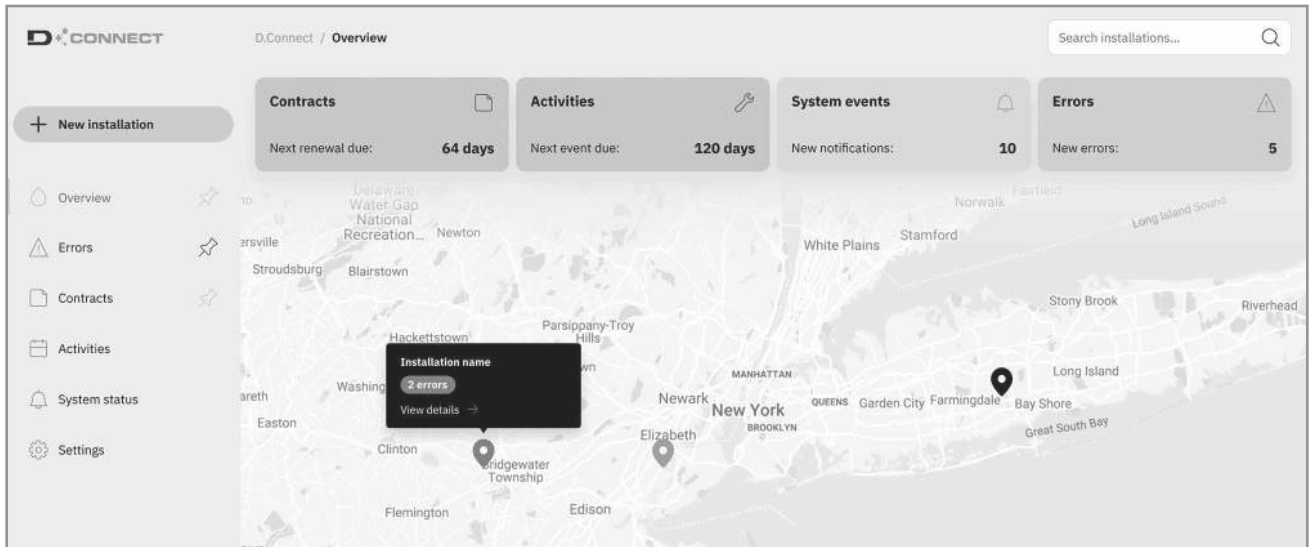 D CONNECT
D.Connect / Overview
Search installations...
New installation
Overview
Errors
Contracts
Activities
System status
Settings
Contracts
Next renewal due: 64 days
Activities
Next event due: 120 days
System events
New notifications: 10
Errors
New errors: 5
Delaware
Water Gap
National
Recreation...
Newton
Norwalk
Fairfield
Long Island Sound
White Plains
Stamford
ersville
Stroudsburg
Blairstown
Stony Brook
Riverhead
Parsippany-Troy
Hills
Hackettstown
Installation name
2 errors
View details
Washing
wn
MANHATTAN
Long Island
areth
Newark
New York
QUEENS
Garden City
Farmingdale
Bay Shore
Easton
BROOKLYN
Great South Bay
Elizabeth
Clinton
Bridgewater
Township
Flemington
Edison